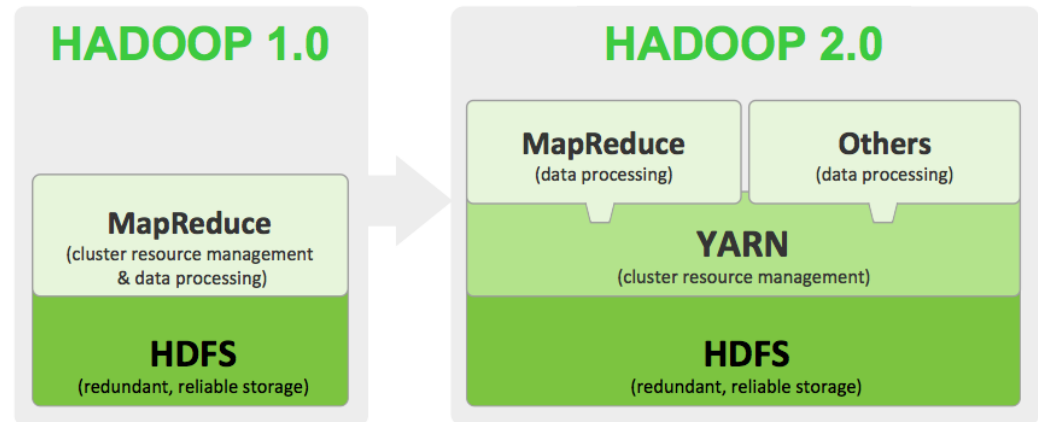 HADOOP 1.0
MapReduce
(cluster resource management
& data processing)
HDFS
(redundant, reliable storage)
HADOOP 2.0
MapReduce
(data processing)
Others
(data processing)
YARN
(cluster resource management)
HDFS
(redundant, reliable storage)